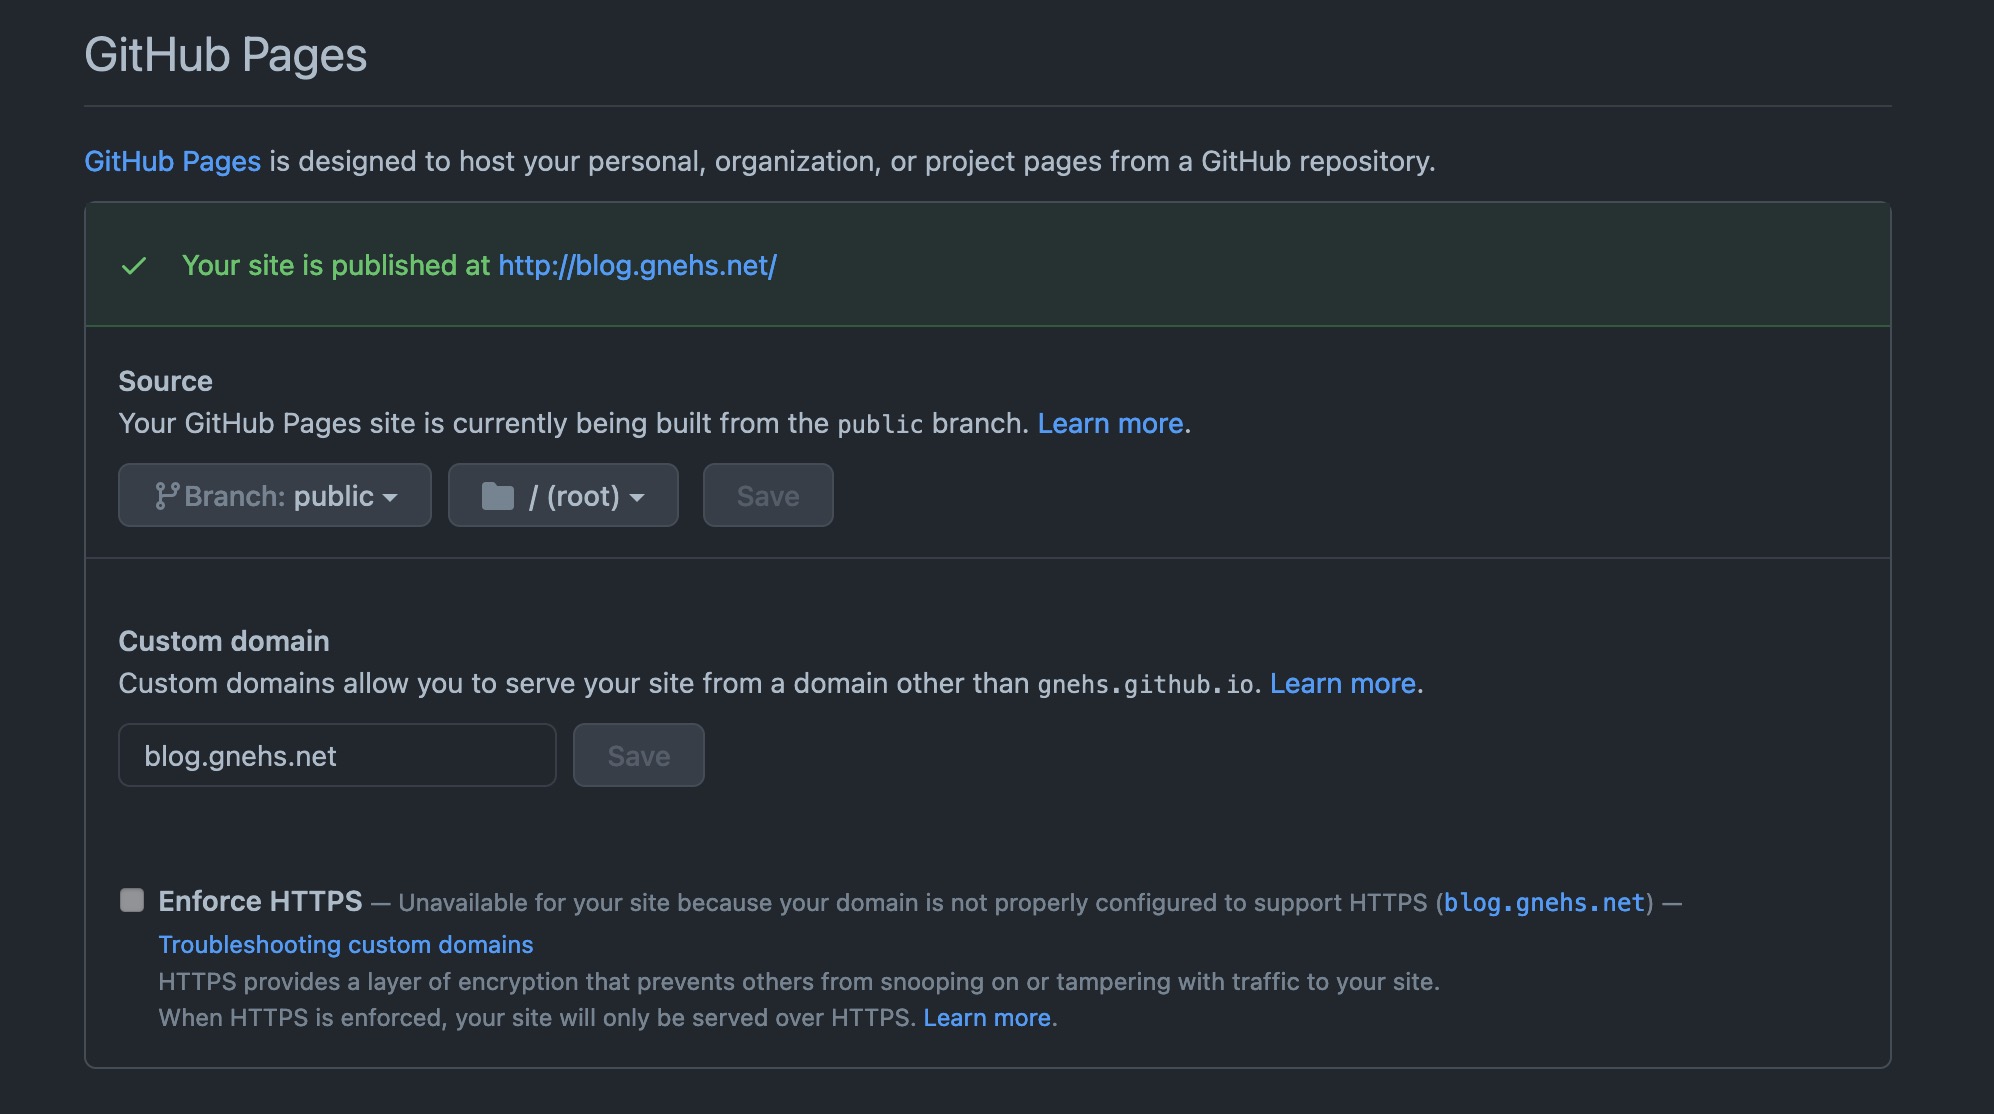 GitHub Pages
GitHub Pages is designed to host your personal, organization, or project pages from a GitHub repository.
Your site is published at http://blog.gnehs.net/
Source
Your GitHub Pages site is currently being built from the public branch. Learn more.
Branch: public
/ (root)
Save
Custom domain
Custom domains allow you to serve your site from a domain other than gnehs.github.io. Learn more.
blog.gnehs.net
Save
Enforce HTTPS — Unavailable for your site because your domain is not properly configured to support HTTPS (blog.gnehs.net) —
Troubleshooting custom domains
HTTPS provides a layer of encryption that prevents others from snooping on or tampering with traffic to your site.
When HTTPS is enforced, your site will only be served over HTTPS. Learn more.